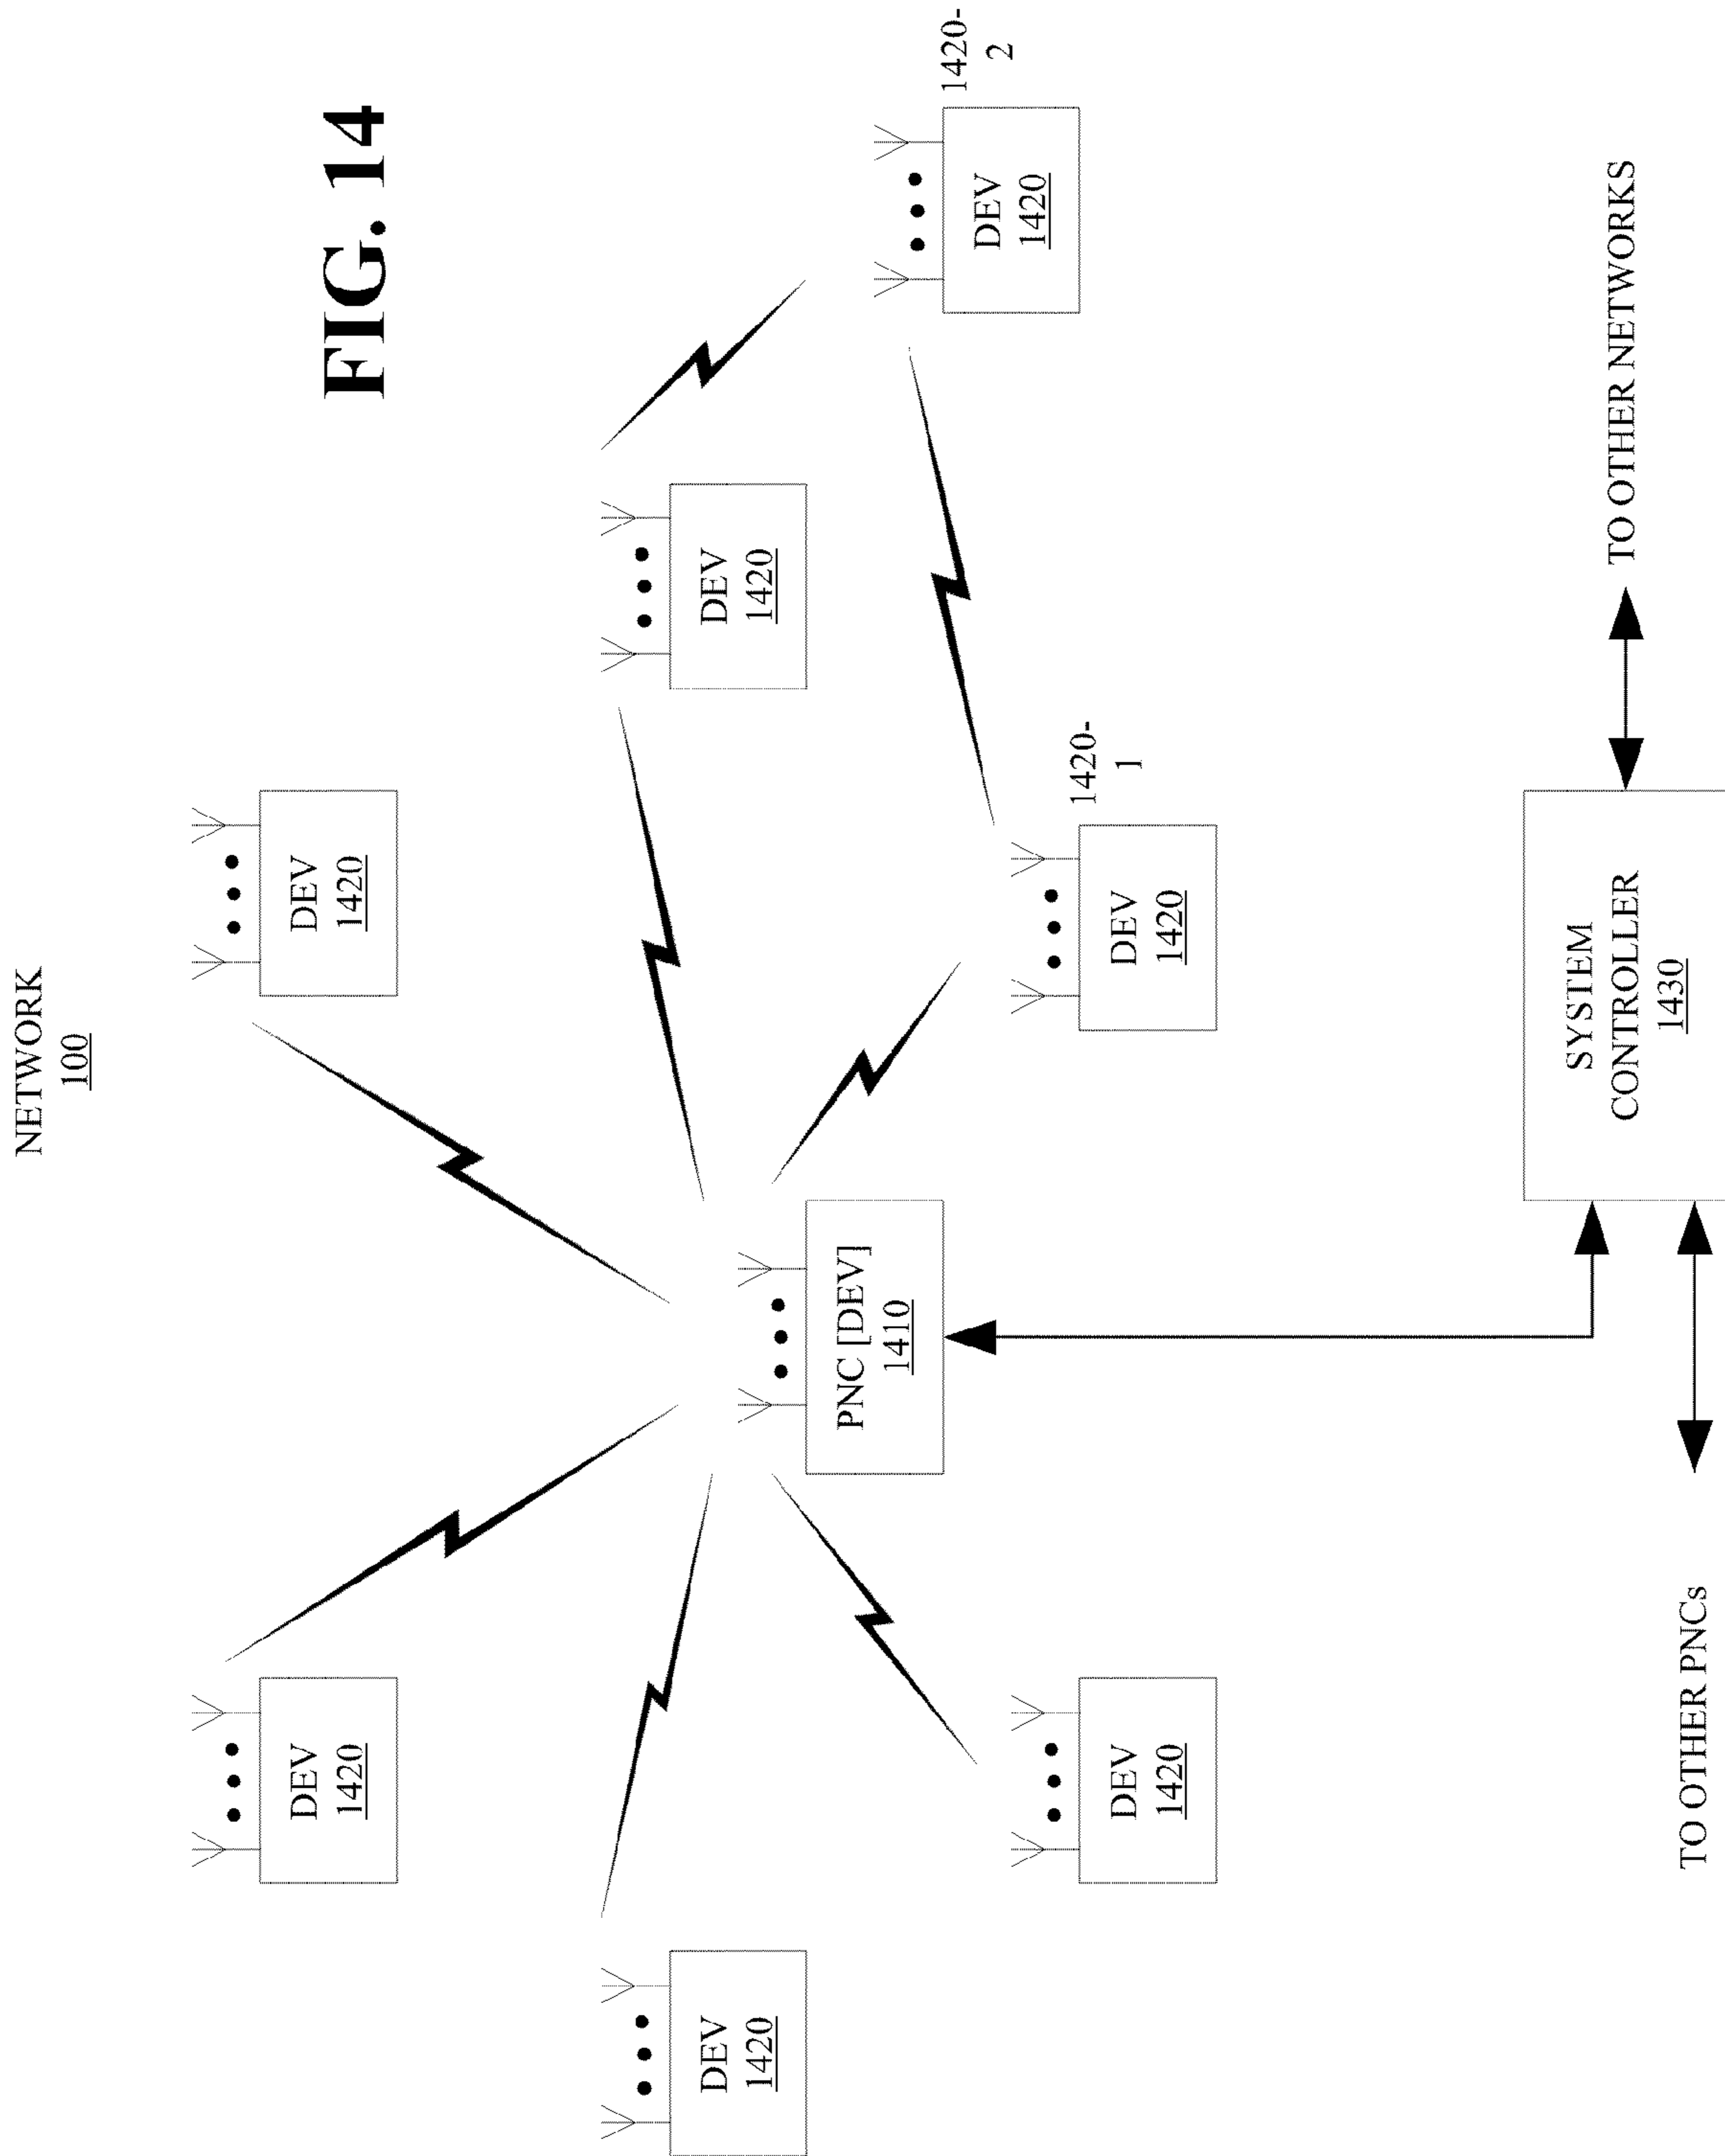 NETWORK
100
DEV
1420
DEV
1420
FIG. 14
DEV
1420
DEV
1420
PNC [DEV]
1410
DEV
1420
1420-
2
DEV
1420
DEV
1420
1420-
1
SYSTEM
CONTROLLER
1430
TO OTHER NETWORKS
TO OTHER PNCs